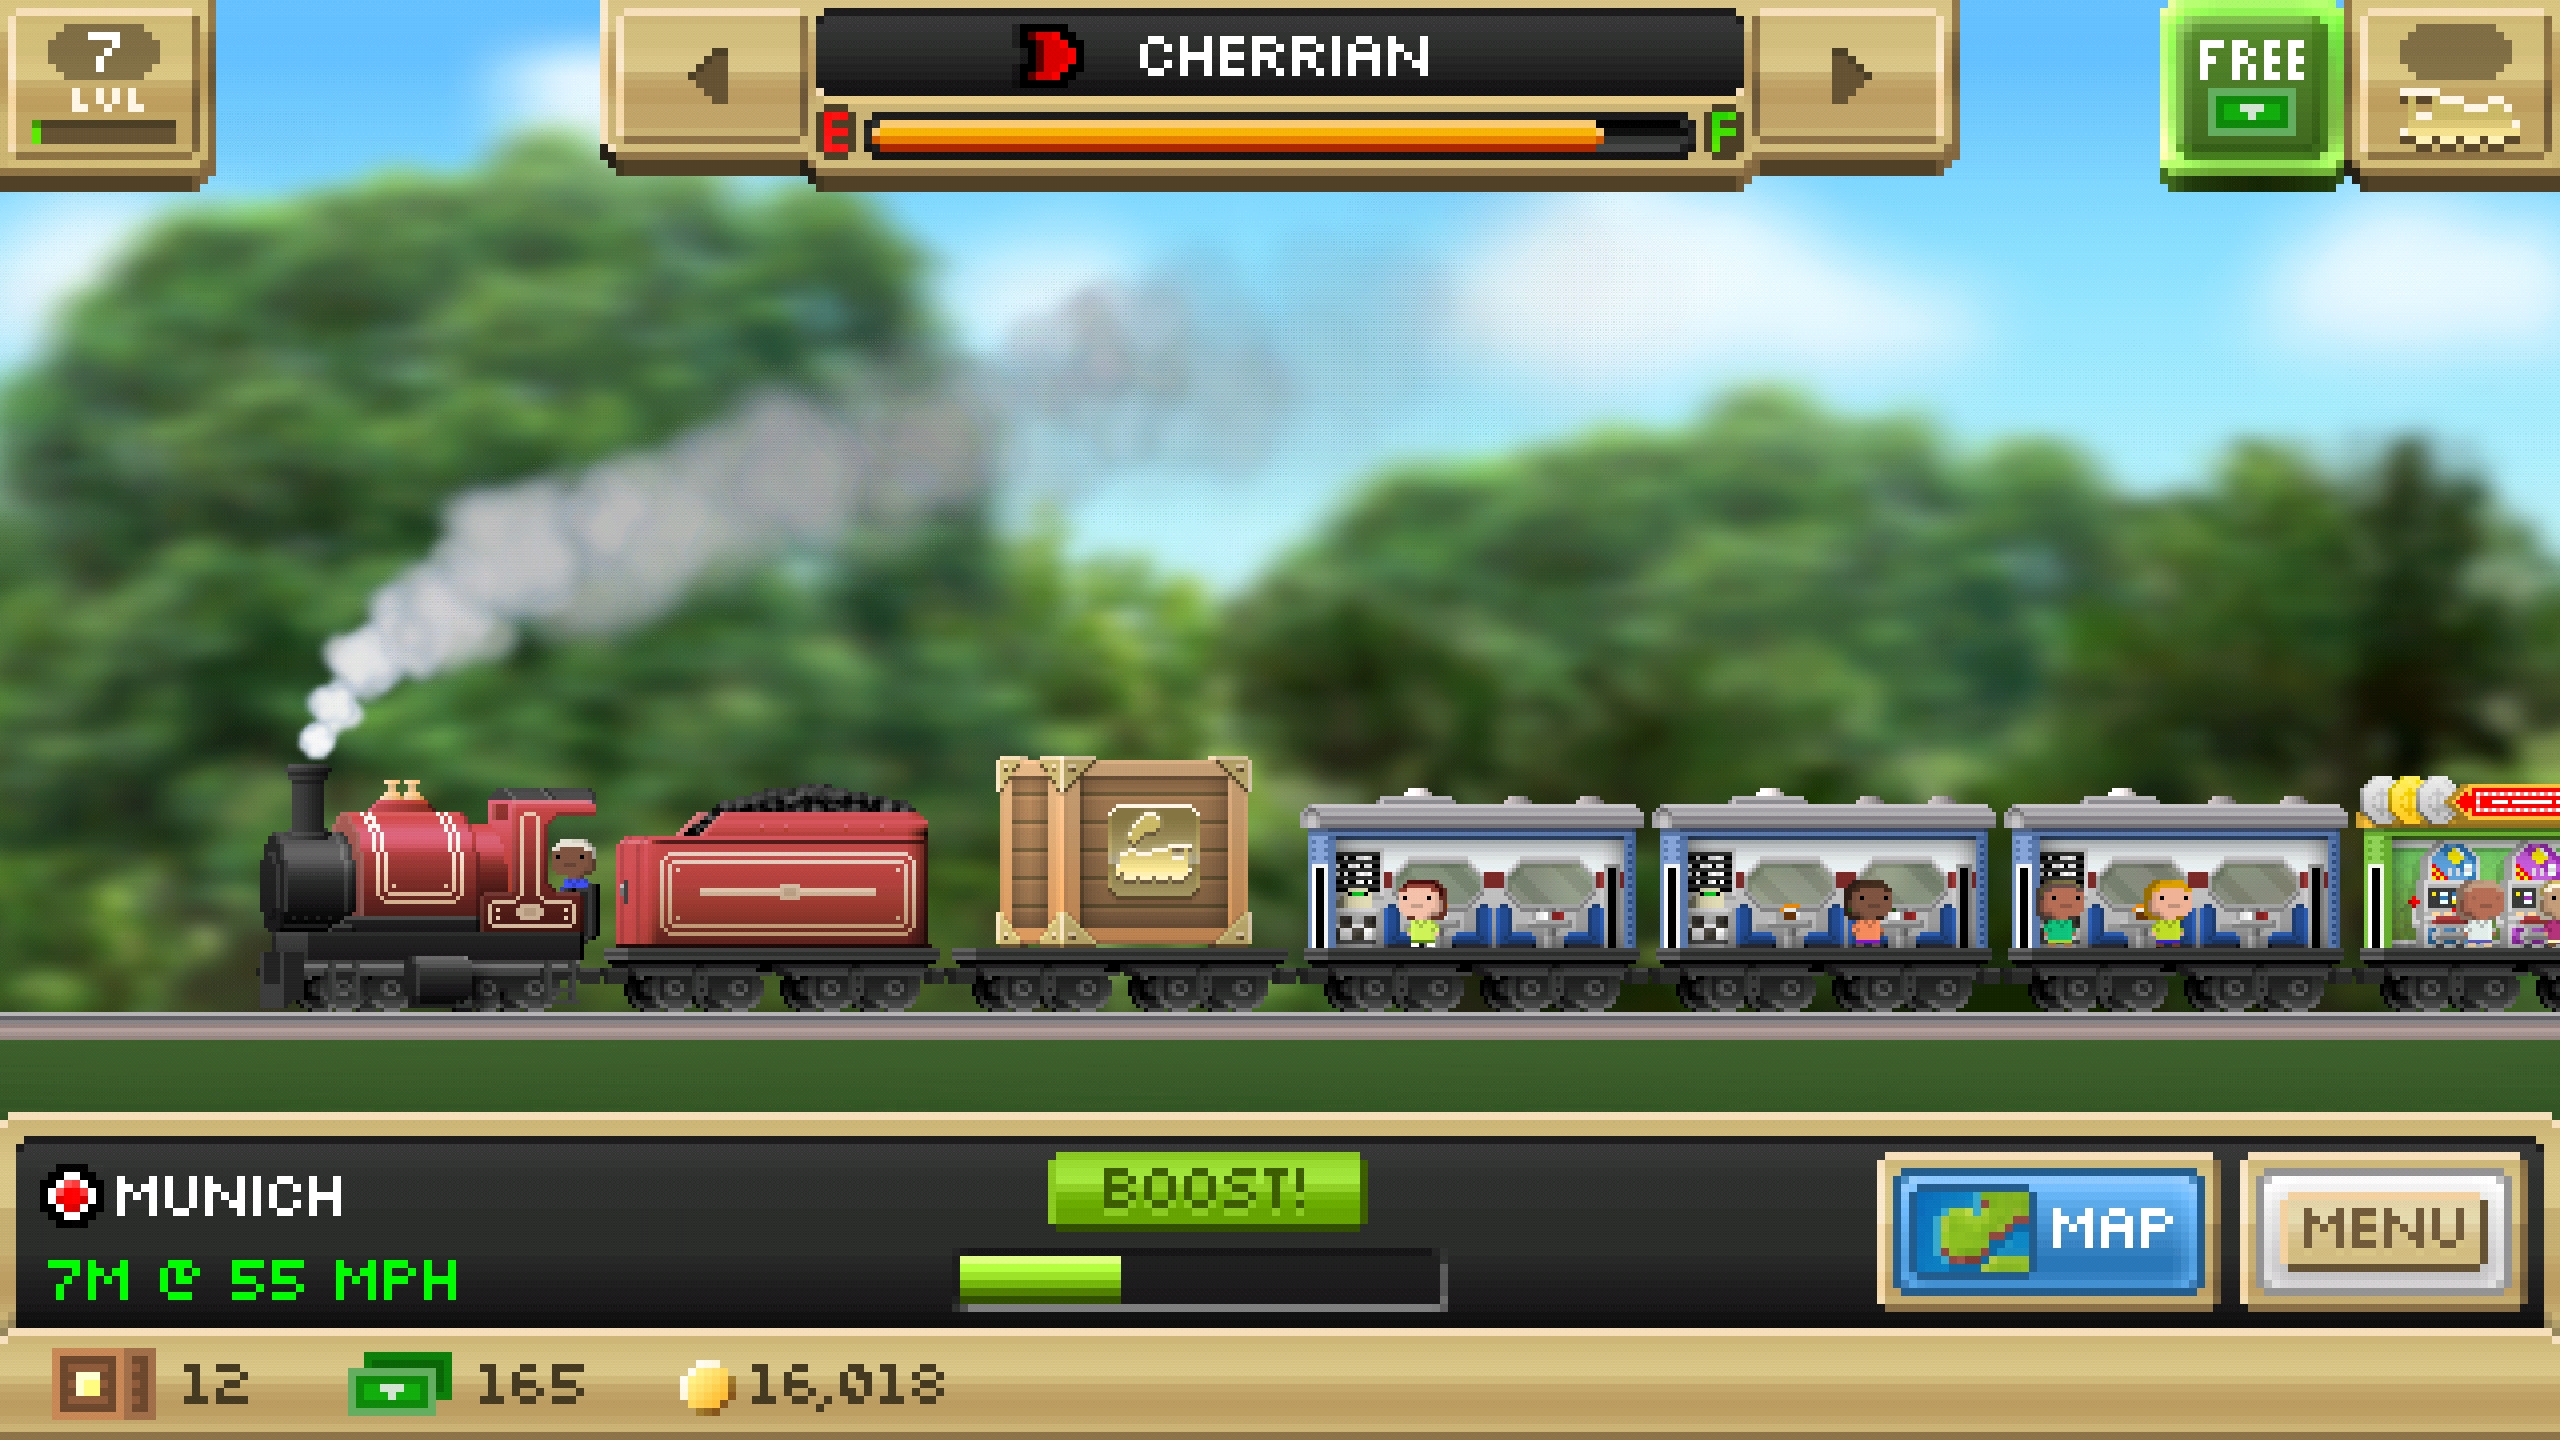 7
LVL
CHERRIAN
E
F
FREE
MUNICH
7M @ 55 MPH
BOOST!
MAP
MENU
12
165
16,018